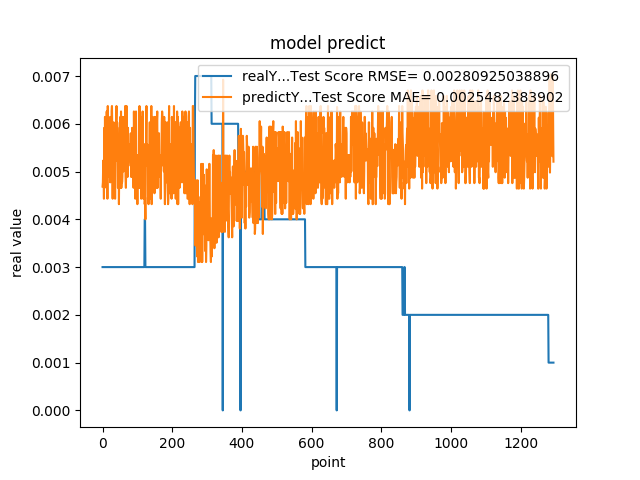 model predict
realY...Test Score RMSE= 0.00280925038896
predictY...Test Score MAE= 0.0025482383902
real value
0.007
0.006
0.005
0.004
0.003
0.002
0.001
0.000
0 200 400 600 800 1000 1200
point